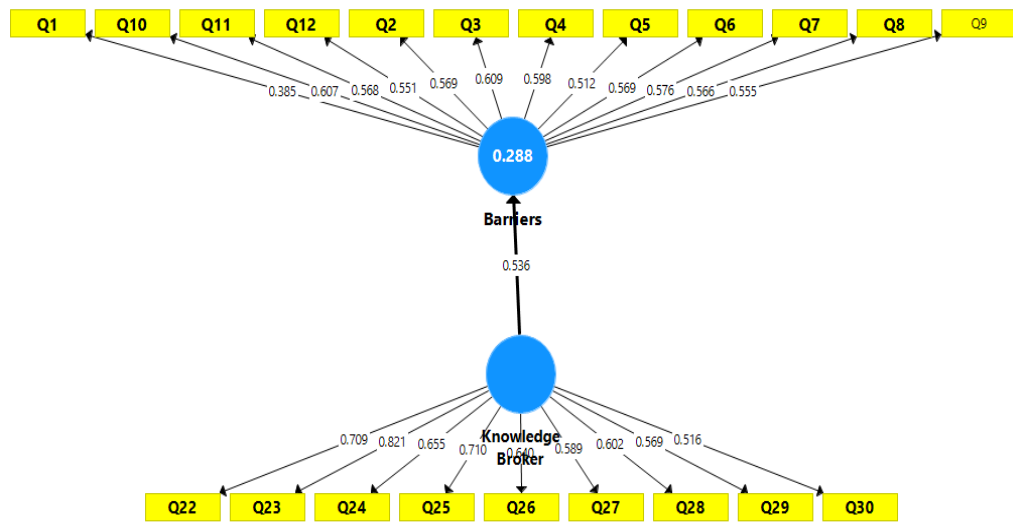 Q1 Q10 Q11 Q12 Q2 Q3 Q4 Q5 Q6 Q7 Q8 Q9
0.385 0.607 0.568 0.551 0.569 0.609 0.598 0.512 0.569 0.576 0.566 0.555
0.288
Barriers
0.536
0.709 0.821 0.655 0.710 0.640 0.589 0.602 0.569 0.516
Knowledge
Broker
Q22 Q23 Q24 Q25 Q26 Q27 Q28 Q29 Q30